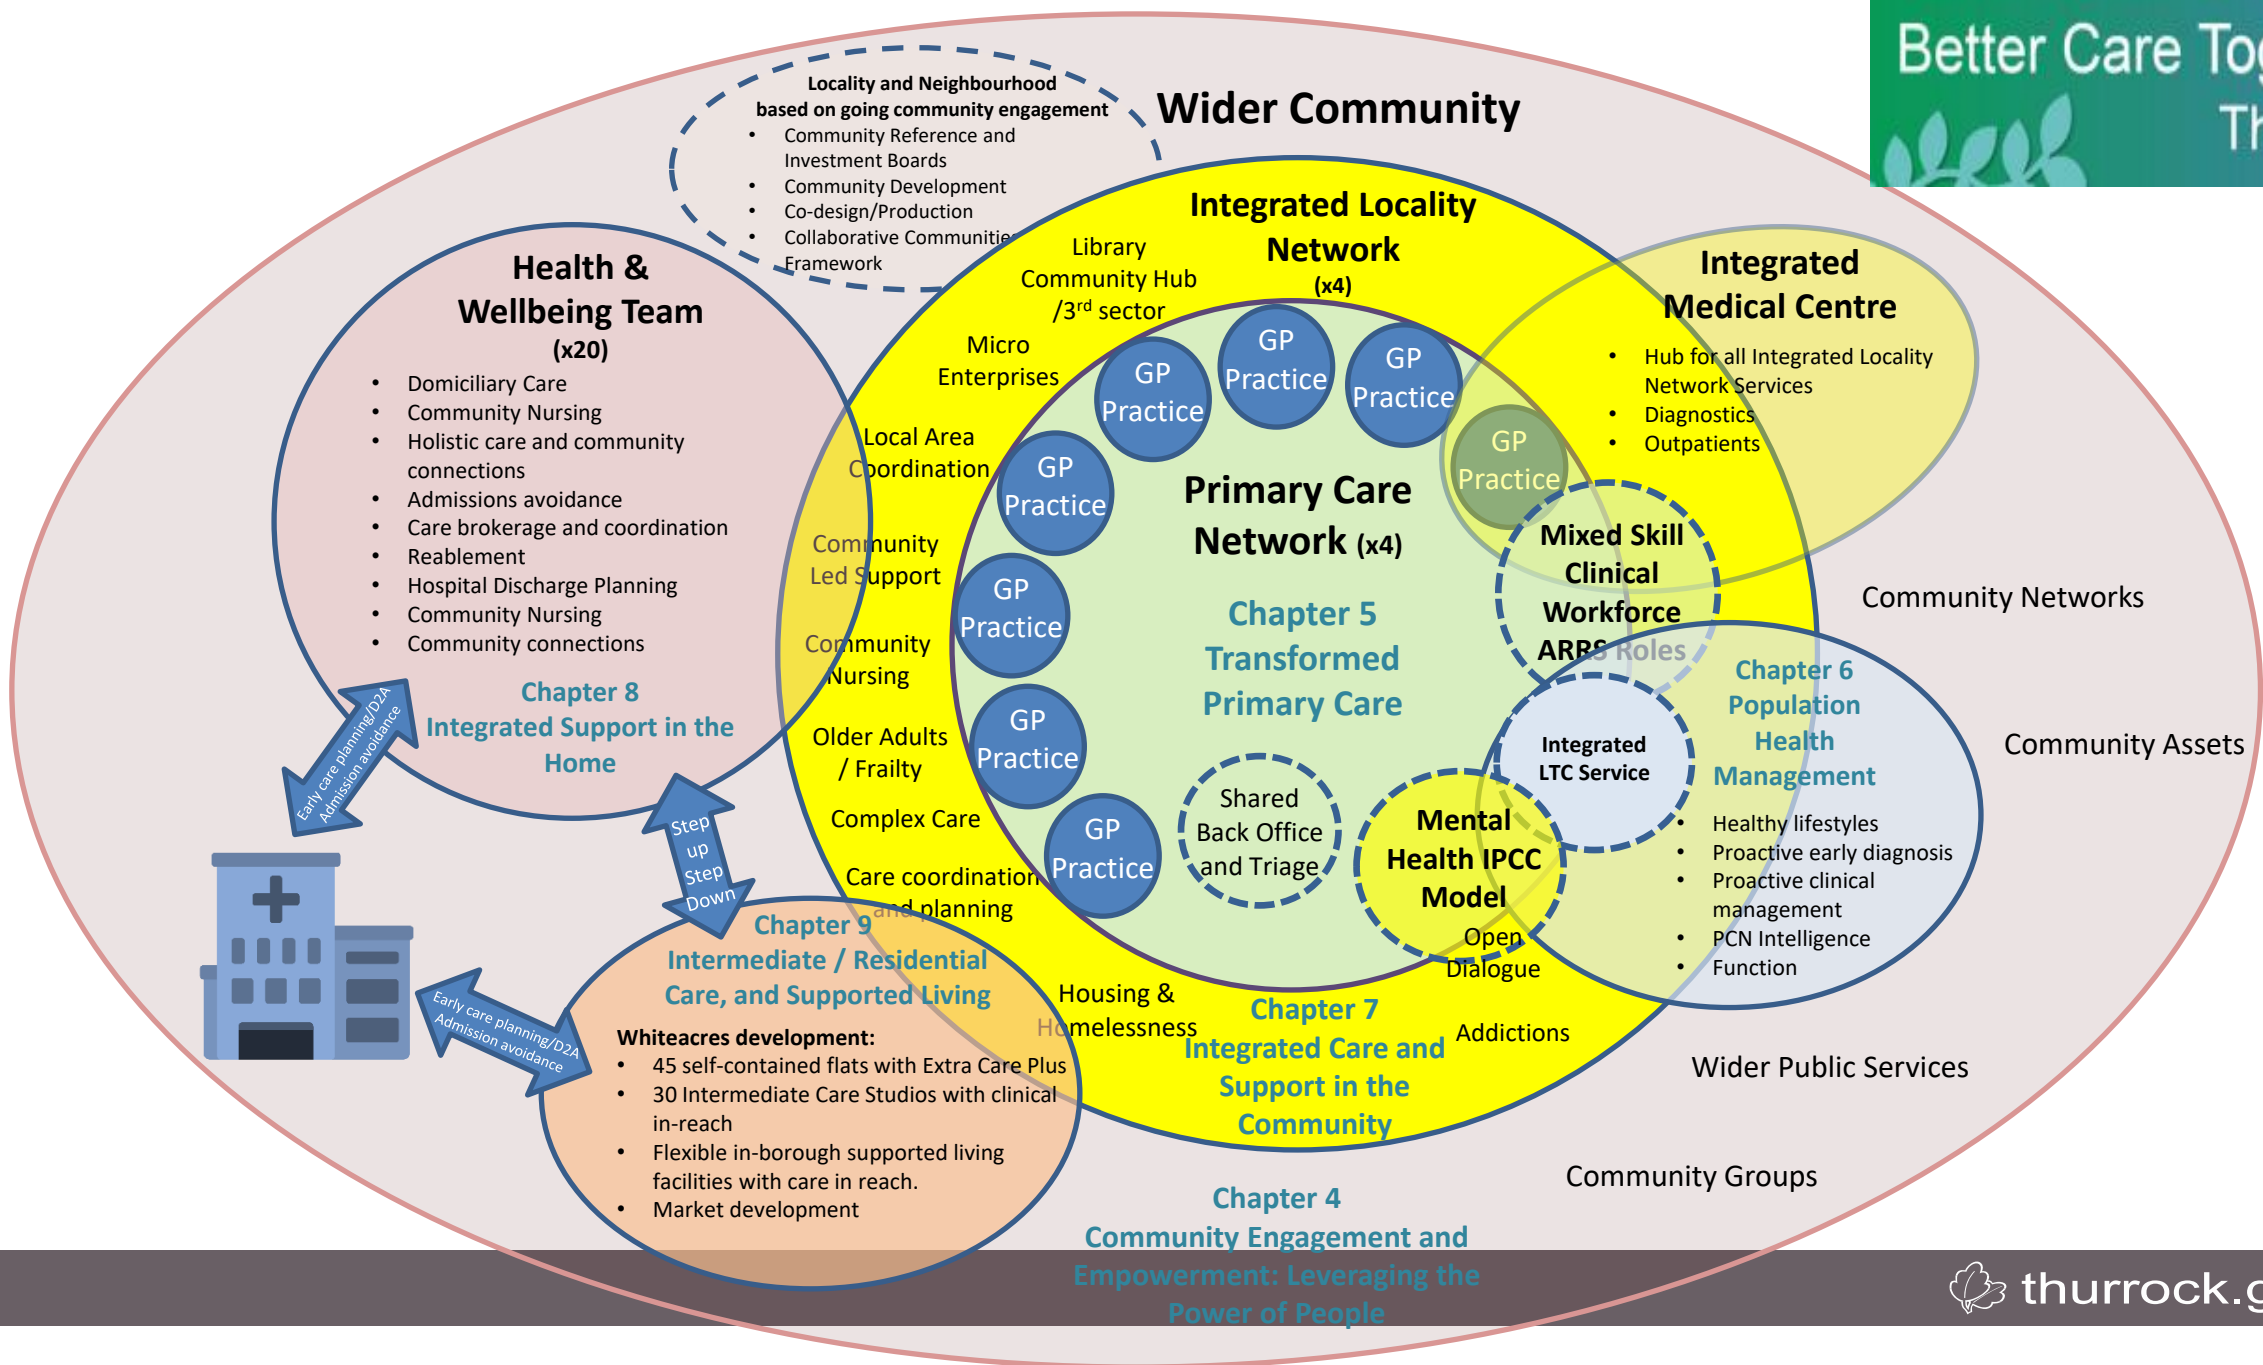 Better Care Tog
Th
Locality and Neighbourhood
based on going community engagement
• Community Reference and
Investment Boards
• Community Development
• Co-design/Production
• Collaborative Communities
Framework
Wider Community
Health &
Wellbeing Team
(x20)
• Domiciliary Care
• Community Nursing
• Holistic care and community
connections
• Admissions avoidance
• Care brokerage and coordination
• Reablement
• Hospital Discharge Planning
• Community Nursing
• Community connections
Chapter 8
Integrated Support in the
Home
Integrated Locality
Network
(x4)
Library
Community Hub
/3rd sector
Micro
Enterprises
Local Area
Coordination
Community
Led Support
Community
Nursing
Older Adults
/ Frailty
Complex Care
Care coordination
and planning
Housing &
Homelessness
GP
Practice
GP
Practice
GP
Practice
GP
Practice
GP
Practice
GP
Practice
GP
Practice
GP
Practice
Primary Care
Network (x4)
Chapter 5
Transformed
Primary Care
Shared
Back Office
and Triage
Mental
Health IPCC
Model
Open
Dialogue
Addictions
Chapter 7
Integrated Care and
Support in the
Community
GP
Practice
Mixed Skill
Clinical
Workforce
ARRS Roles
Integrated
LTC Service
Integrated
Medical Centre
• Hub for all Integrated Locality
Network Services
• Diagnostics
• Outpatients
Chapter 6
Population
Health
Management
• Healthy lifestyles
• Proactive early diagnosis
• Proactive clinical
management
• PCN Intelligence
• Function
Community Networks
Community Assets
Wider Public Services
Community Groups
Early care planning/D2A
Admission avoidance
Step
up
Step
Down
Early care planning/D2A
Admission avoidance
Chapter 9
Intermediate / Residential
Care, and Supported Living
Whiteacres development:
• 45 self-contained flats with Extra Care Plus
• 30 Intermediate Care Studios with clinical
in-reach
• Flexible in-borough supported living
facilities with care in reach.
• Market development
Chapter 4
Community Engagement and
Empowerment: Leveraging the
Power of People
thurrock.g